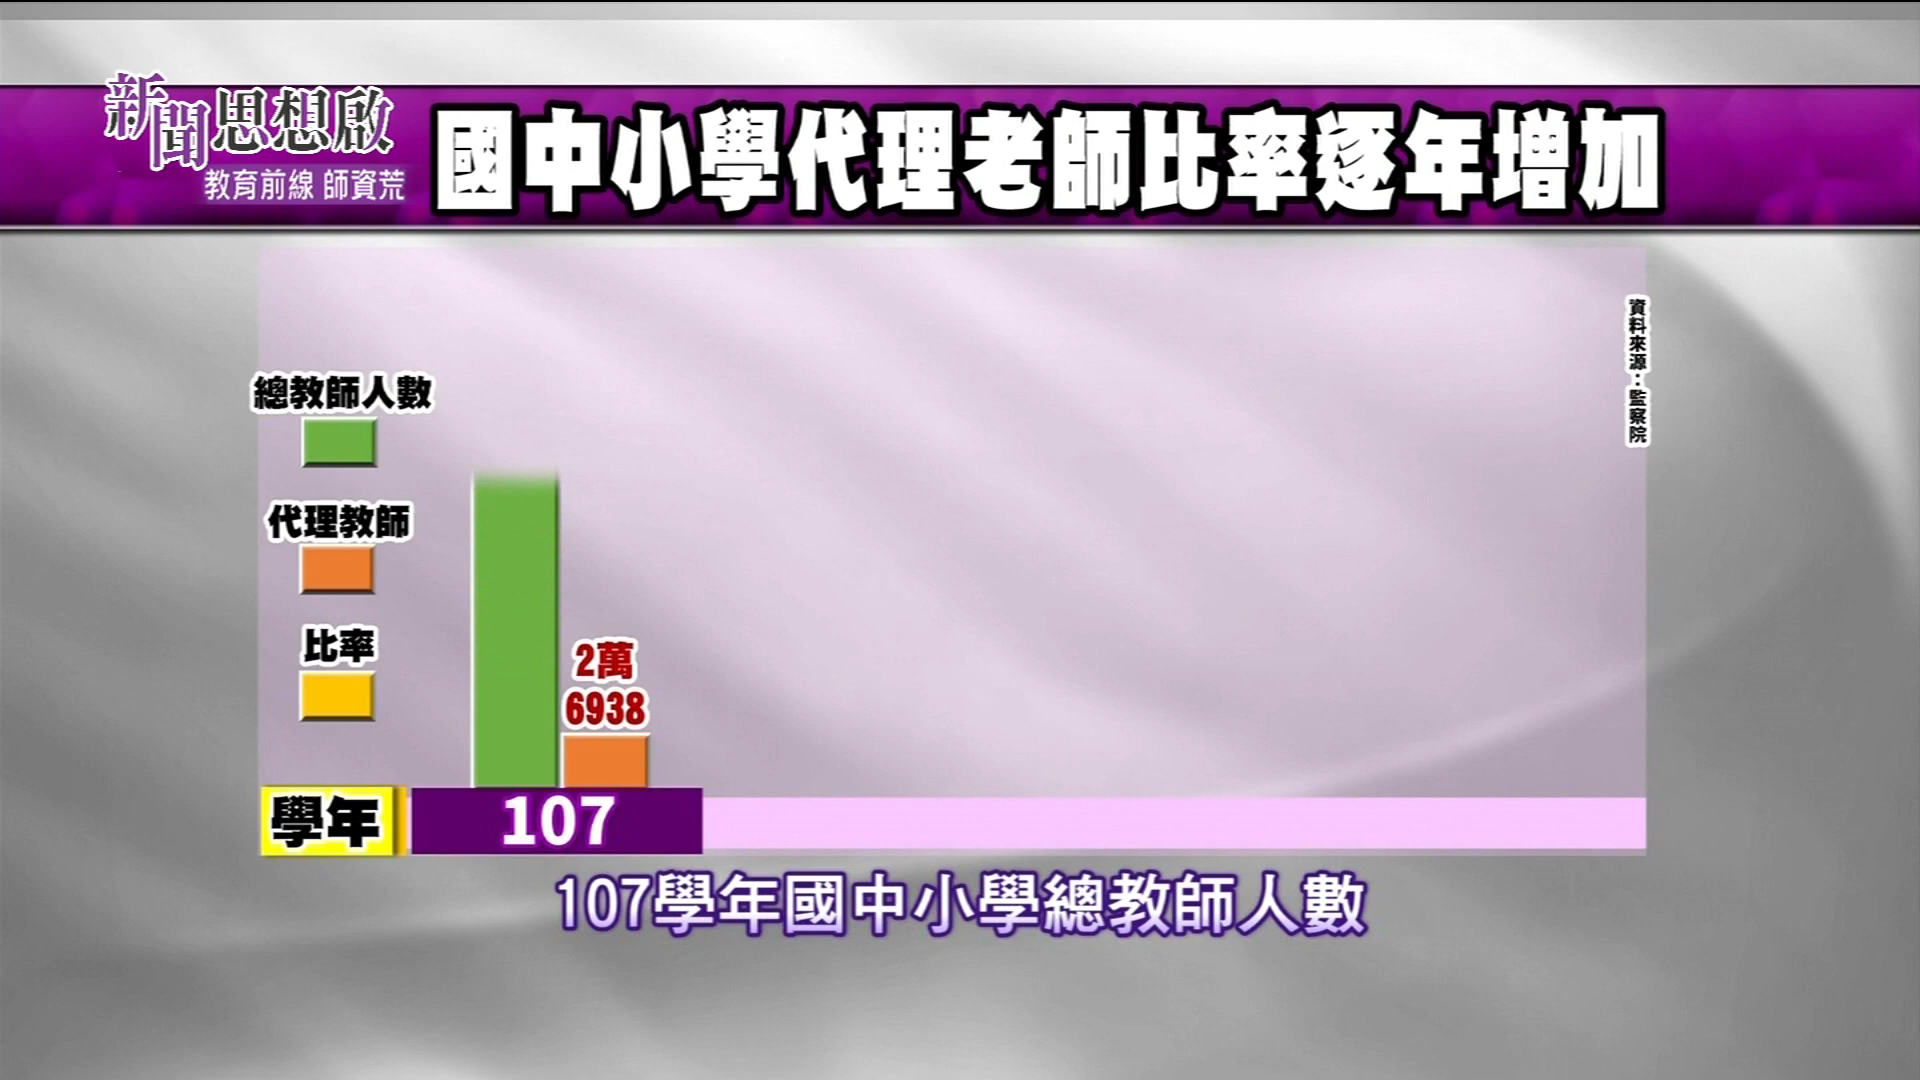 新聞思想啟
教育前線 師資荒
國中小學代理老師比率逐年增加
資料來源：監察院
總教師人數
代理教師
比率
2萬
6938
學年
107
107學年國中小學總教師人數